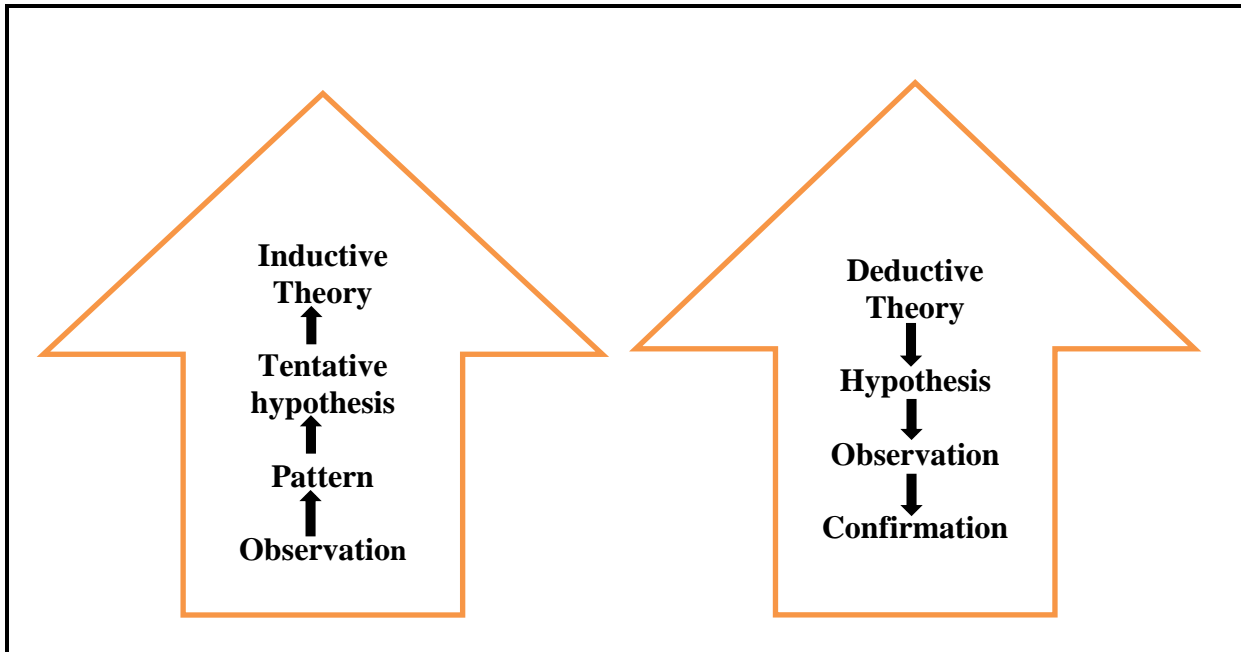 Inductive
Theory
Tentative
hypothesis
Pattern
Observation
Deductive
Theory
Hypothesis
Observation
Confirmation